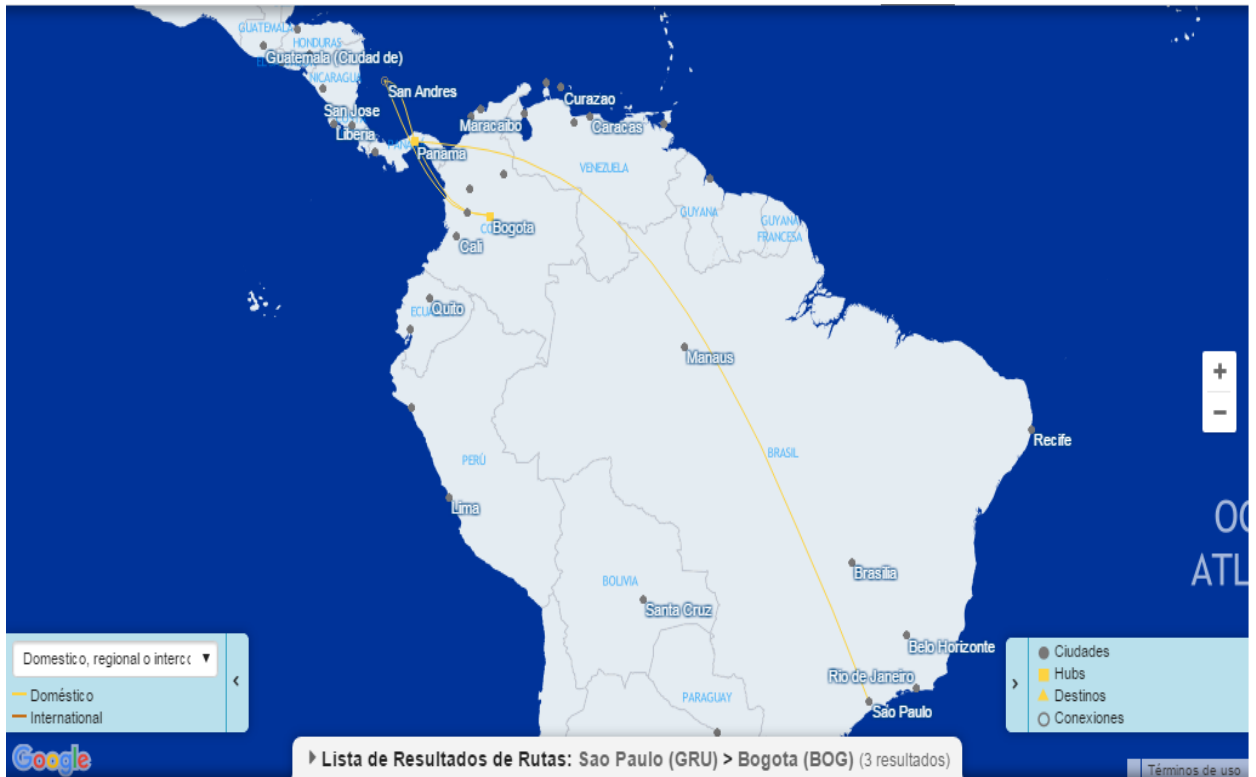 GUATEMALA
HONDURAS
Guatemala (Ciudad de)
NICARAGUA
San Andres
Curazao
San Jose
Maracaibo
Caracas
Liberia
Panama
VENEZUELA
GUYANA
GUYANA
FRANCESA
Bogota
Cali
ECUA
Quito
Manaus
Recife
BRASIL
PERÚ
Lima
OC
ATL
Brasilia
BOLIVIA
Santa Cruz
Belo Horizonte
Rio de Janeiro
PARAGUAY
Sao Paulo
Domestico, regional o interco
Doméstico
International
Ciudades
Hubs
Destinos
Conexiones
Google
Lista de Resultados de Rutas: Sao Paulo (GRU) > Bogota (BOG) (3 resultados)
Términos de uso